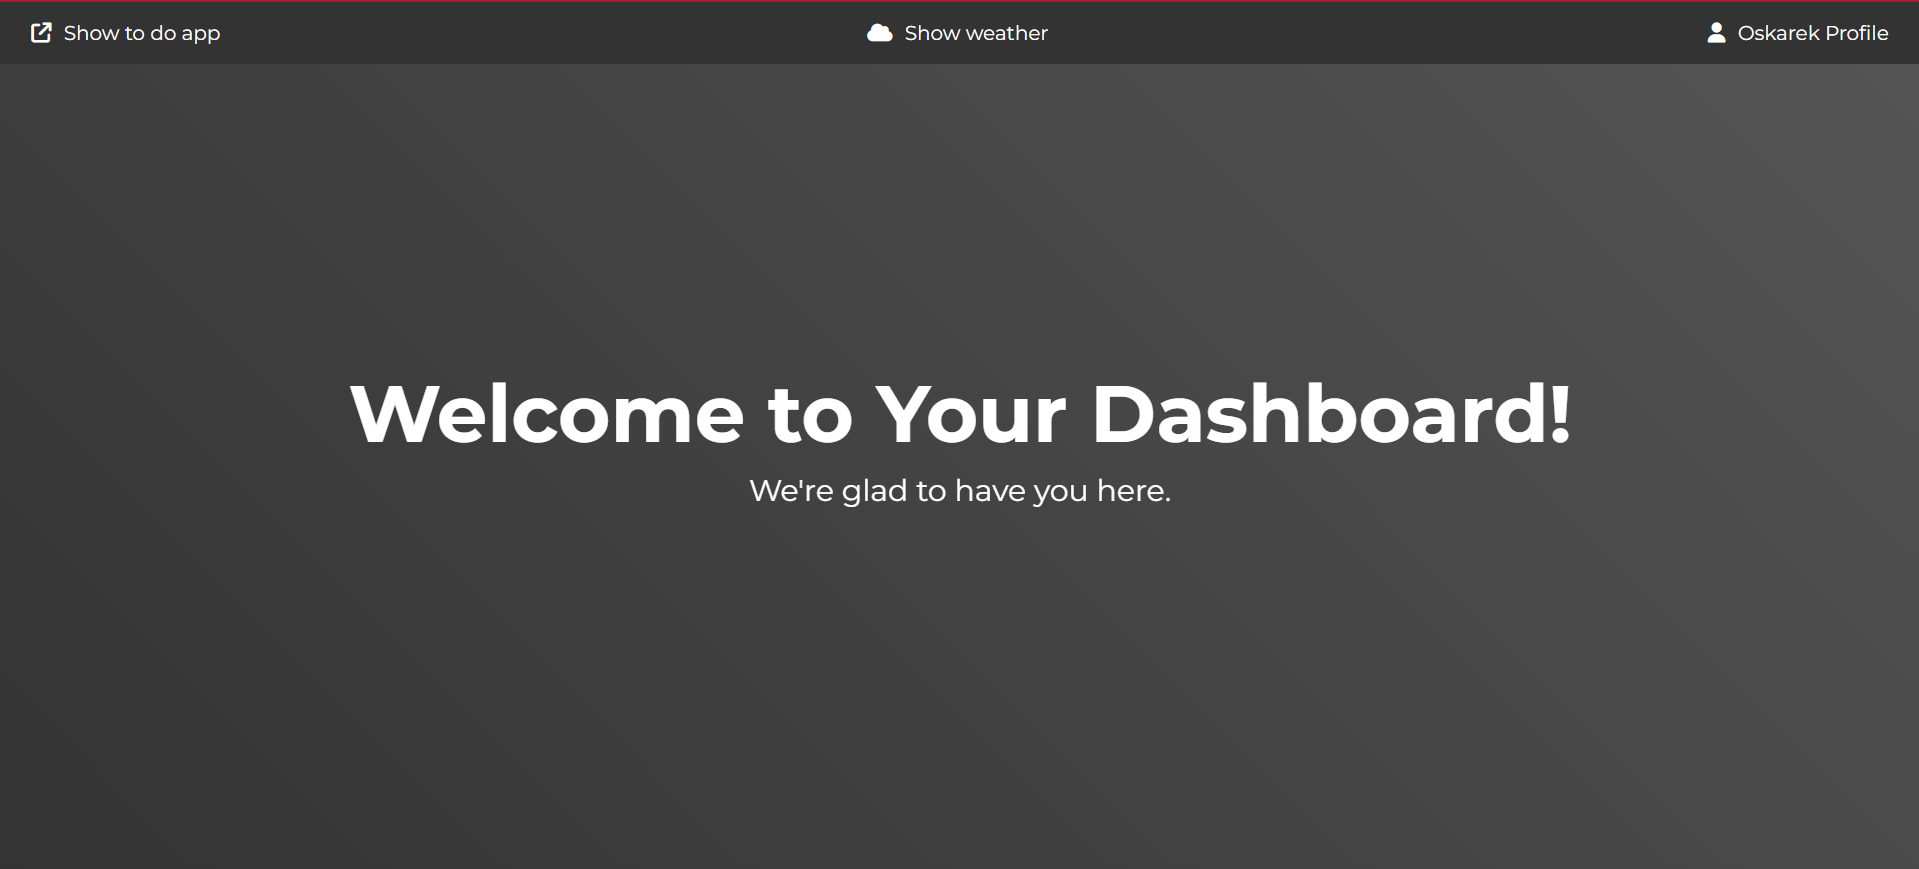 Show to do app
Show weather
Oskarek Profile
Welcome to Your Dashboard!
We're glad to have you here.